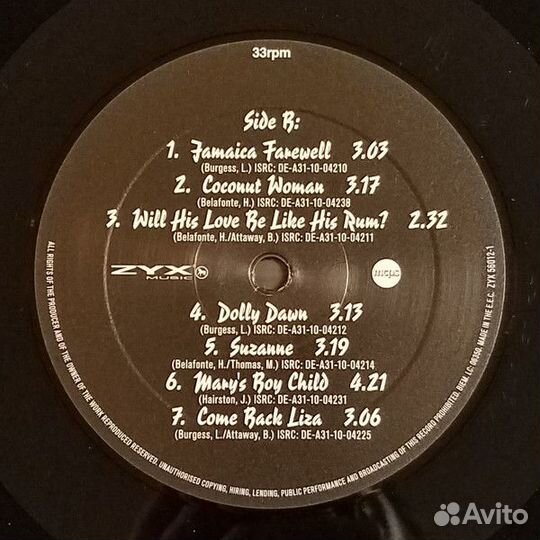 33rpm
Side B:
1. Jamaica Farewell 3.03
(Burgess, L.) ISRC: DE-A31-10-04210
2. Coconut Woman 3.17
(Belafonte, H.) ISRC: DE-A31-10-04238
3. Will His Love Be Like His Rum? 2.32
(Belafonte, H./Attaway, B.) ISRC: DE-A31-10-04211
ZYX
MUSIC
mcps
4. Dolly Dawn 3.13
(Burgess, L.) ISRC: DE-A31-10-04212
5. Suzanne 3.19
(Belafonte, H./Thomas, M.) ISRC: DE-A31-10-04214
6. Mary's Boy Child 4.21
(Hairston, J.) ISRC: DE-A31-10-04231
7. Come Back Liza 3.06
(Burgess, L./Attaway, B.) ISRC: DE-A31-10-04225
ALL RIGHTS OF THE PRODUCER AND OF THE OWNER OF THE WORK REPRODUCED RESERVED. UNAUTHORISED COPYING, HIRING, LENDING, PUBLIC PERFORMANCE AND BROADCASTING OF THIS RECORD PROHIBITED. BIEM. LC: 06350. MADE IN THE E.E.C. ZYX 56012-1
Avito